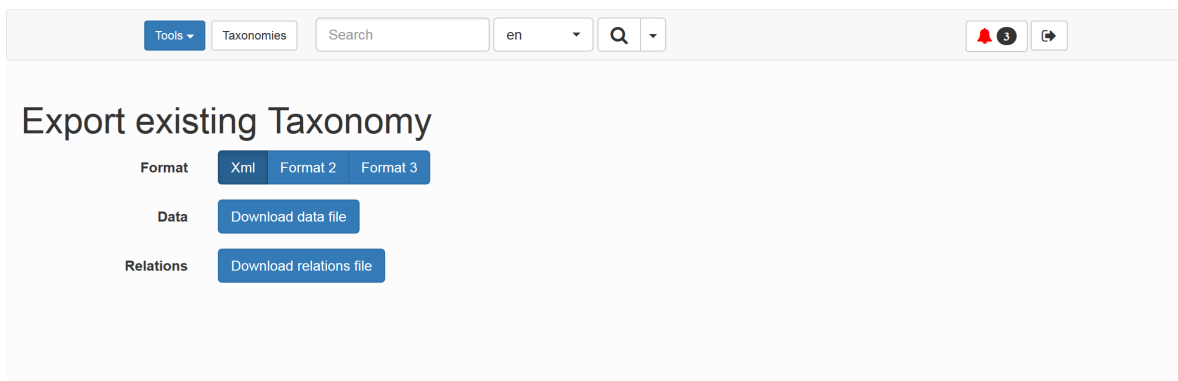 Tools Taxonomies Search en 3
Export existing Taxonomy
Format Xml Format 2 Format 3
Data Download data file
Relations Download relations file